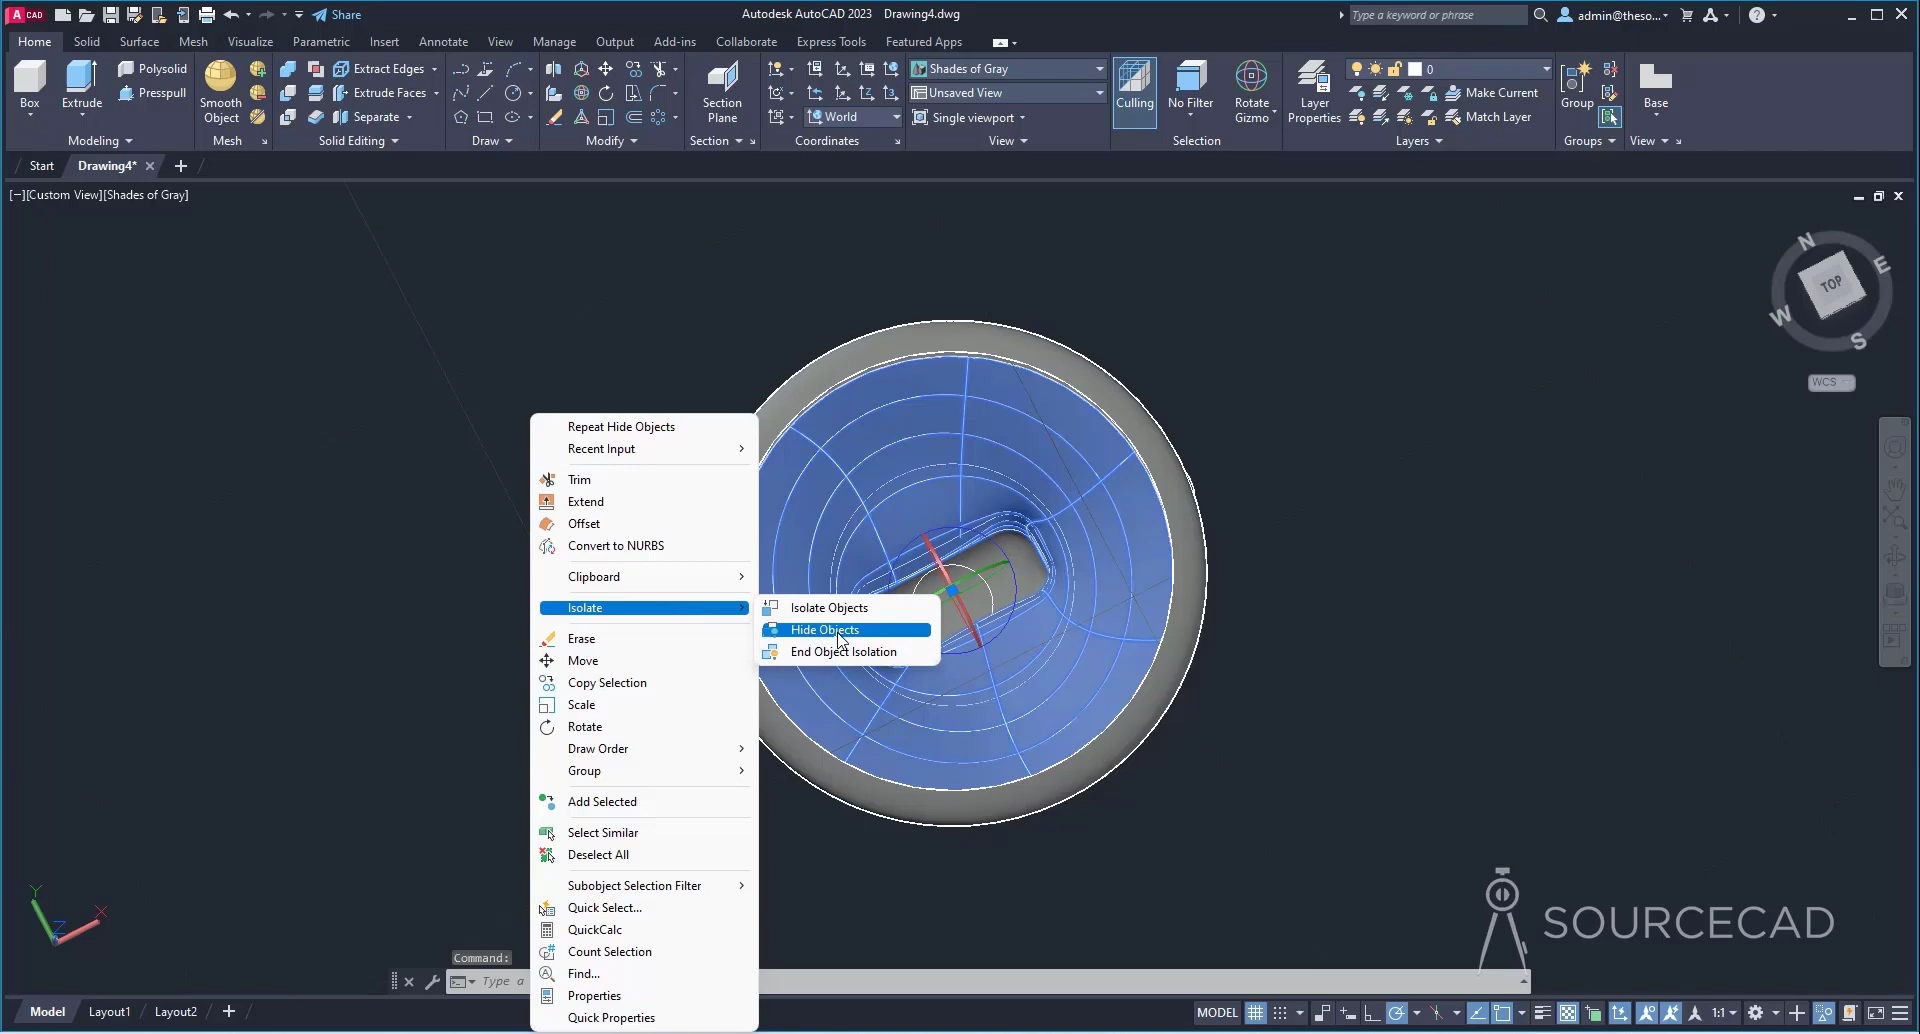 CAD
Share
Autodesk AutoCAD 2023 Drawing4.dwg
Type a keyword or phrase
admin@theso...
Home Solid Surface Mesh Visualize Parametric Insert Annotate View Manage Output Add-ins Collaborate Express Tools Featured Apps
Polysolid
Extract Edges
Shades of Gray
0
Presspull
Extrude Faces
Unsaved View
Make Current
Separate
World
Single viewport
Match Layer
Box
Extrude
Smooth Object
Section Plane
Culling
No Filter
Rotate Gizmo
Layer Properties
Group
Base
Modeling Mesh Solid Editing Draw Modify Section Coordinates View Selection Layers Groups View
Start Drawing4*
[−][Custom View][Shades of Gray]
N
E
TOP
W
S
WCS
Repeat Hide Objects
Recent Input
Trim
Extend
Offset
Convert to NURBS
Clipboard
Isolate
Isolate Objects
Hide Objects
End Object Isolation
Erase
Move
Copy Selection
Scale
Rotate
Draw Order
Group
Add Selected
Select Similar
Deselect All
Subobject Selection Filter
Quick Select...
QuickCalc
Count Selection
Find...
Properties
Quick Properties
Y
X
Z
SOURCECAD
Command:
Type a
Model Layout1 Layout2
MODEL
1:1